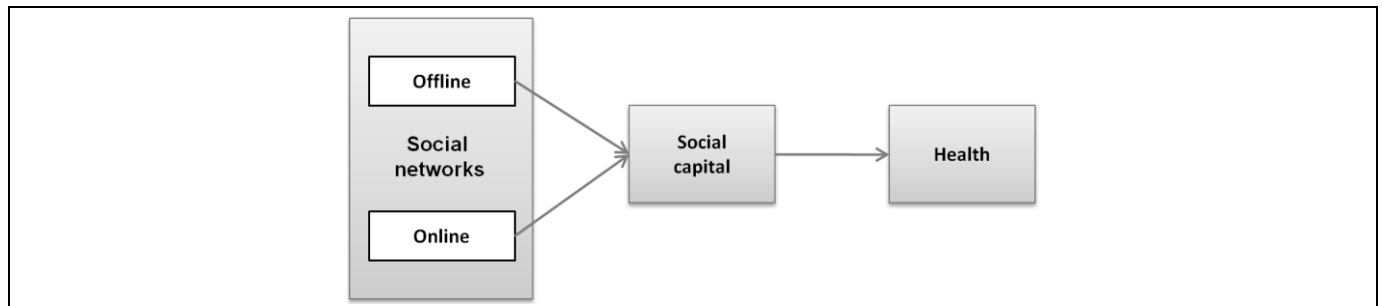 Offline
Social
networks
Online
Social
capital
Health